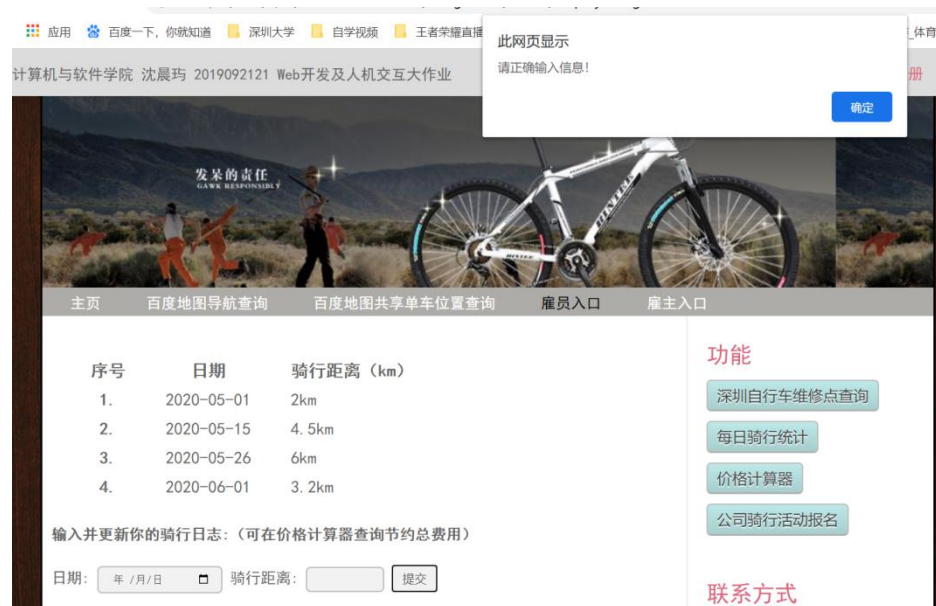 应用 百度一下，你就知道 深圳大学 自学视频 王者荣耀直播
体育
此网页显示
请正确输入信息！
确定
计算机与软件学院 沈晨玙 2019092121 Web开发及人机交互大作业
册
发呆的责任
GAWK RESPONSIBLY
主页 百度地图导航查询 百度地图共享单车位置查询 雇员入口 雇主入口
序号 日期 骑行距离（km）
1. 2020-05-01 2km
2. 2020-05-15 4.5km
3. 2020-05-26 6km
4. 2020-06-01 3.2km
输入并更新你的骑行日志：（可在价格计算器查询节约总费用）
日期： 年 /月/日 骑行距离： 提交
功能
深圳自行车维修点查询
每日骑行统计
价格计算器
公司骑行活动报名
联系方式